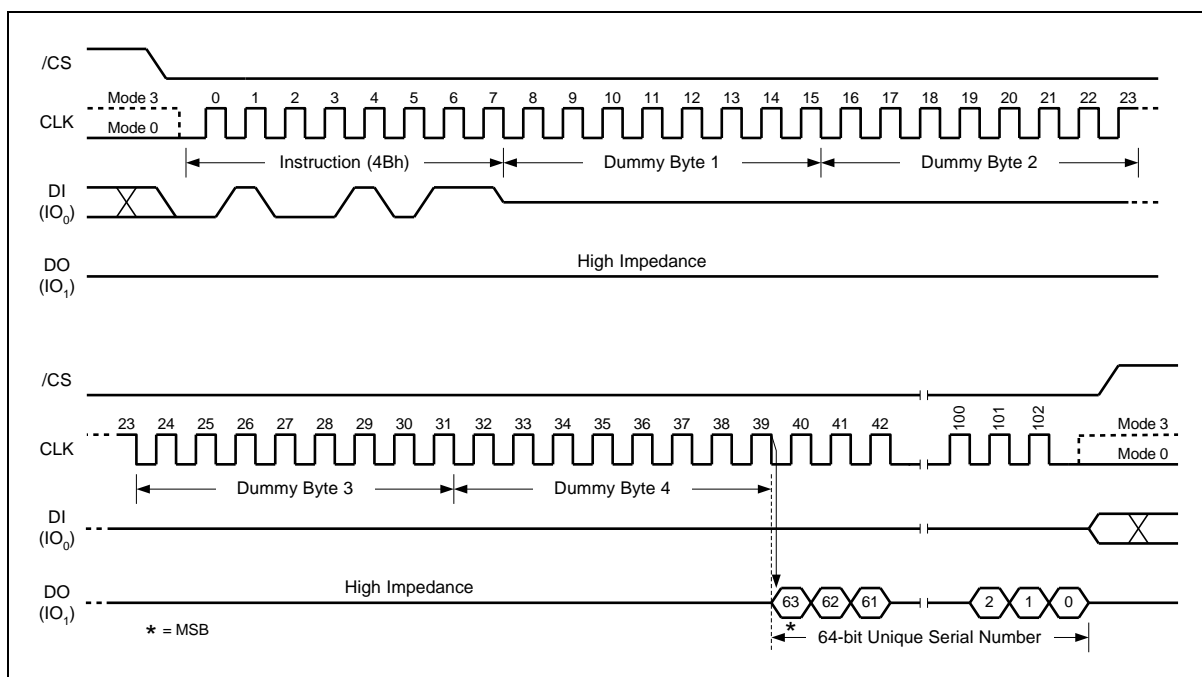 /CS
Mode 3
0 1 2 3 4 5 6 7 8 9 10 11 12 13 14 15 16 17 18 19 20 21 22 23
CLK
Mode 0
Instruction (4Bh) Dummy Byte 1 Dummy Byte 2
DI
(IO0)
High Impedance
DO
(IO1)
/CS
23 24 25 26 27 28 29 30 31 32 33 34 35 36 37 38 39 40 41 42 100 101 102
Mode 3
CLK
Mode 0
Dummy Byte 3 Dummy Byte 4
DI
(IO0)
High Impedance
DO
(IO1)
63 62 61 2 1 0
* = MSB
*
64-bit Unique Serial Number